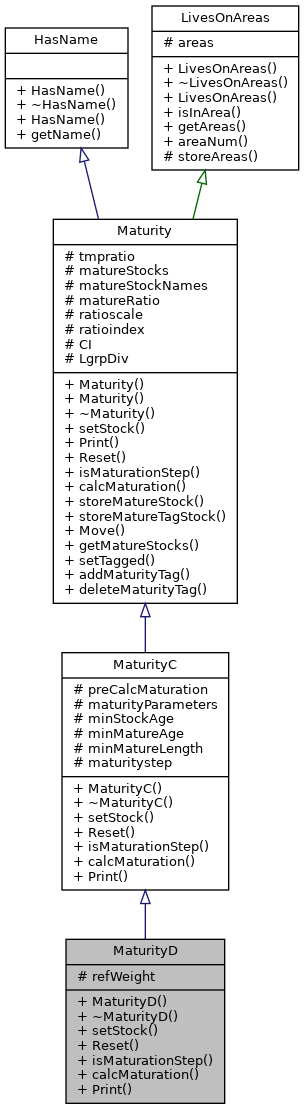 HasName
+ HasName()
+ ~HasName()
+ HasName()
+ getName()
LivesOnAreas
# areas
+ LivesOnAreas()
+ ~LivesOnAreas()
+ LivesOnAreas()
+ isInArea()
+ getAreas()
+ areaNum()
# storeAreas()
Maturity
# tmpratio
# matureStocks
# matureStockNames
# matureRatio
# ratioscale
# ratioindex
# CI
# LgrpDiv
+ Maturity()
+ Maturity()
+ ~Maturity()
+ setStock()
+ Print()
+ Reset()
+ isMaturationStep()
+ calcMaturation()
+ storeMatureStock()
+ storeMatureTagStock()
+ Move()
+ getMatureStocks()
+ setTagged()
+ addMaturityTag()
+ deleteMaturityTag()
MaturityC
# preCalcMaturation
# maturityParameters
# minStockAge
# minMatureAge
# minMatureLength
# maturitystep
+ MaturityC()
+ ~MaturityC()
+ setStock()
+ Reset()
+ isMaturationStep()
+ calcMaturation()
+ Print()
MaturityD
# refWeight
+ MaturityD()
+ ~MaturityD()
+ setStock()
+ Reset()
+ isMaturationStep()
+ calcMaturation()
+ Print()